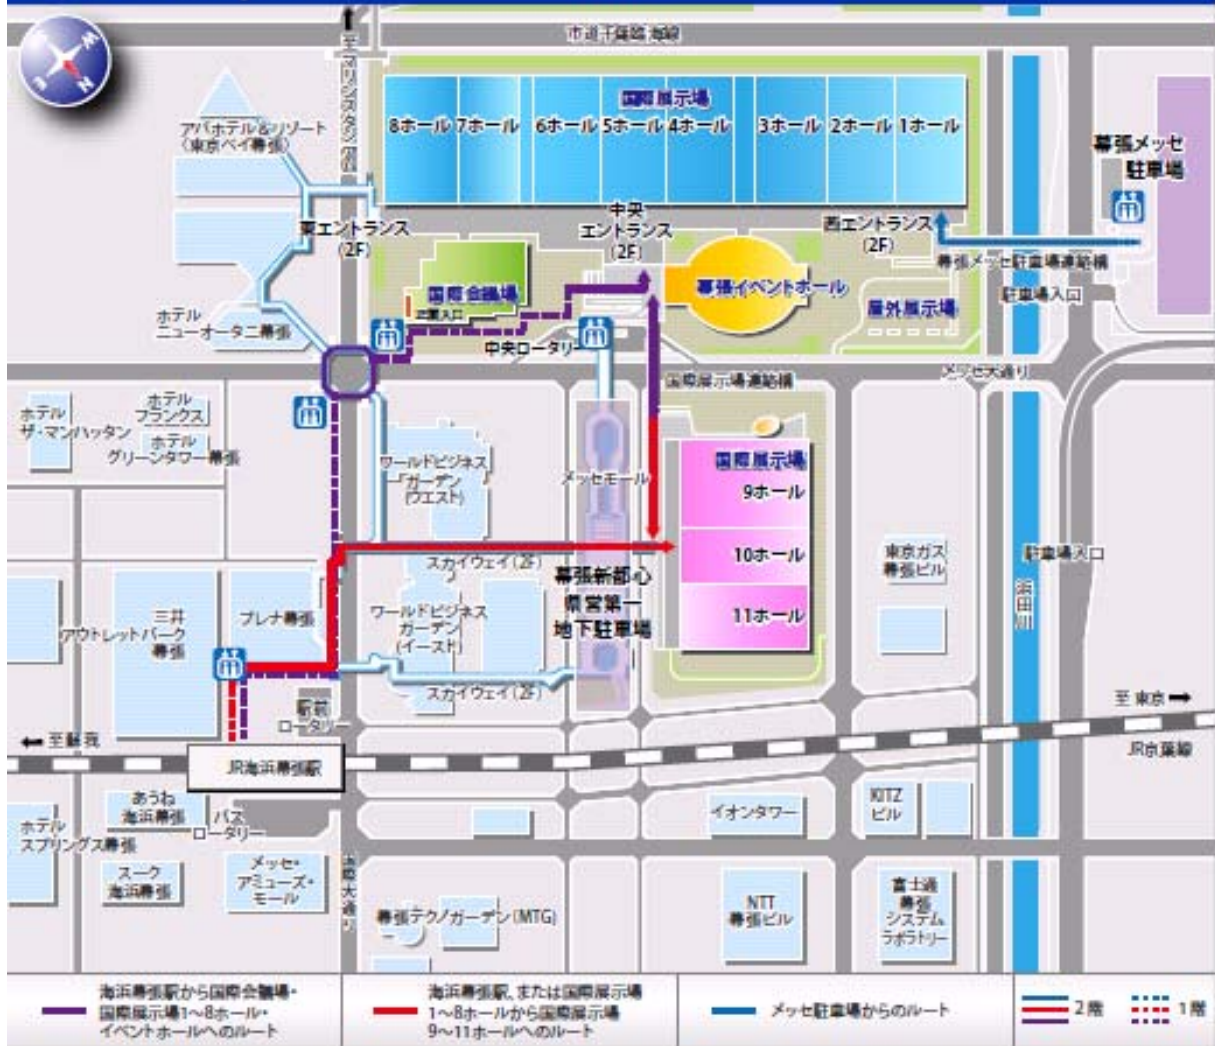 市道千葉臨海線
至マリンスタジアム
国際展示場
8ホール 7ホール 6ホール 5ホール 4ホール 3ホール 2ホール 1ホール
アパホテル&リゾート
(東京ベイ幕張)
幕張メッセ
駐車場
東エントランス
(2F)
中央
エントランス
(2F)
西エントランス
(2F)
幕張メッセ駐車場連絡橋
駐車場入口
国際会議場
正面入口
幕張イベントホール
屋外展示場
ホテル
ニューオータニ幕張
中央ロータリー
国際展示場連絡橋
メッセ大通り
ホテル
ザ・マンハッタン
ホテル
フランクス
ホテル
グリーンタワー幕張
ワールドビジネス
ガーデン
(ウエスト)
メッセモール
国際展示場
9ホール
10ホール
11ホール
東京ガス
幕張ビル
駐車場入口
浜田川
スカイウェイ(2F)
幕張新都心
県営第一
地下駐車場
三井
アウトレットパーク
幕張
プレナ幕張
ワールドビジネス
ガーデン
(イースト)
スカイウェイ(2F)
駅前
ロータリー
至 蘇我
至 東京
JR海浜幕張駅
JR京葉線
あうね
海浜幕張
バス
ロータリー
ホテル
スプリングス幕張
スーク
海浜幕張
メッセ・
アミューズ・
モール
国際大通り
イオンタワー
KITZ
ビル
幕張テクノガーデン(MTG)
NTT
幕張ビル
富士通
幕張
システム
ラボラトリー
海浜幕張駅から国際会議場・
国際展示場1~8ホール・
イベントホールへのルート
海浜幕張駅、または国際展示場
1~8ホールから国際展示場
9~11ホールへのルート
メッセ駐車場からのルート
2階
1階